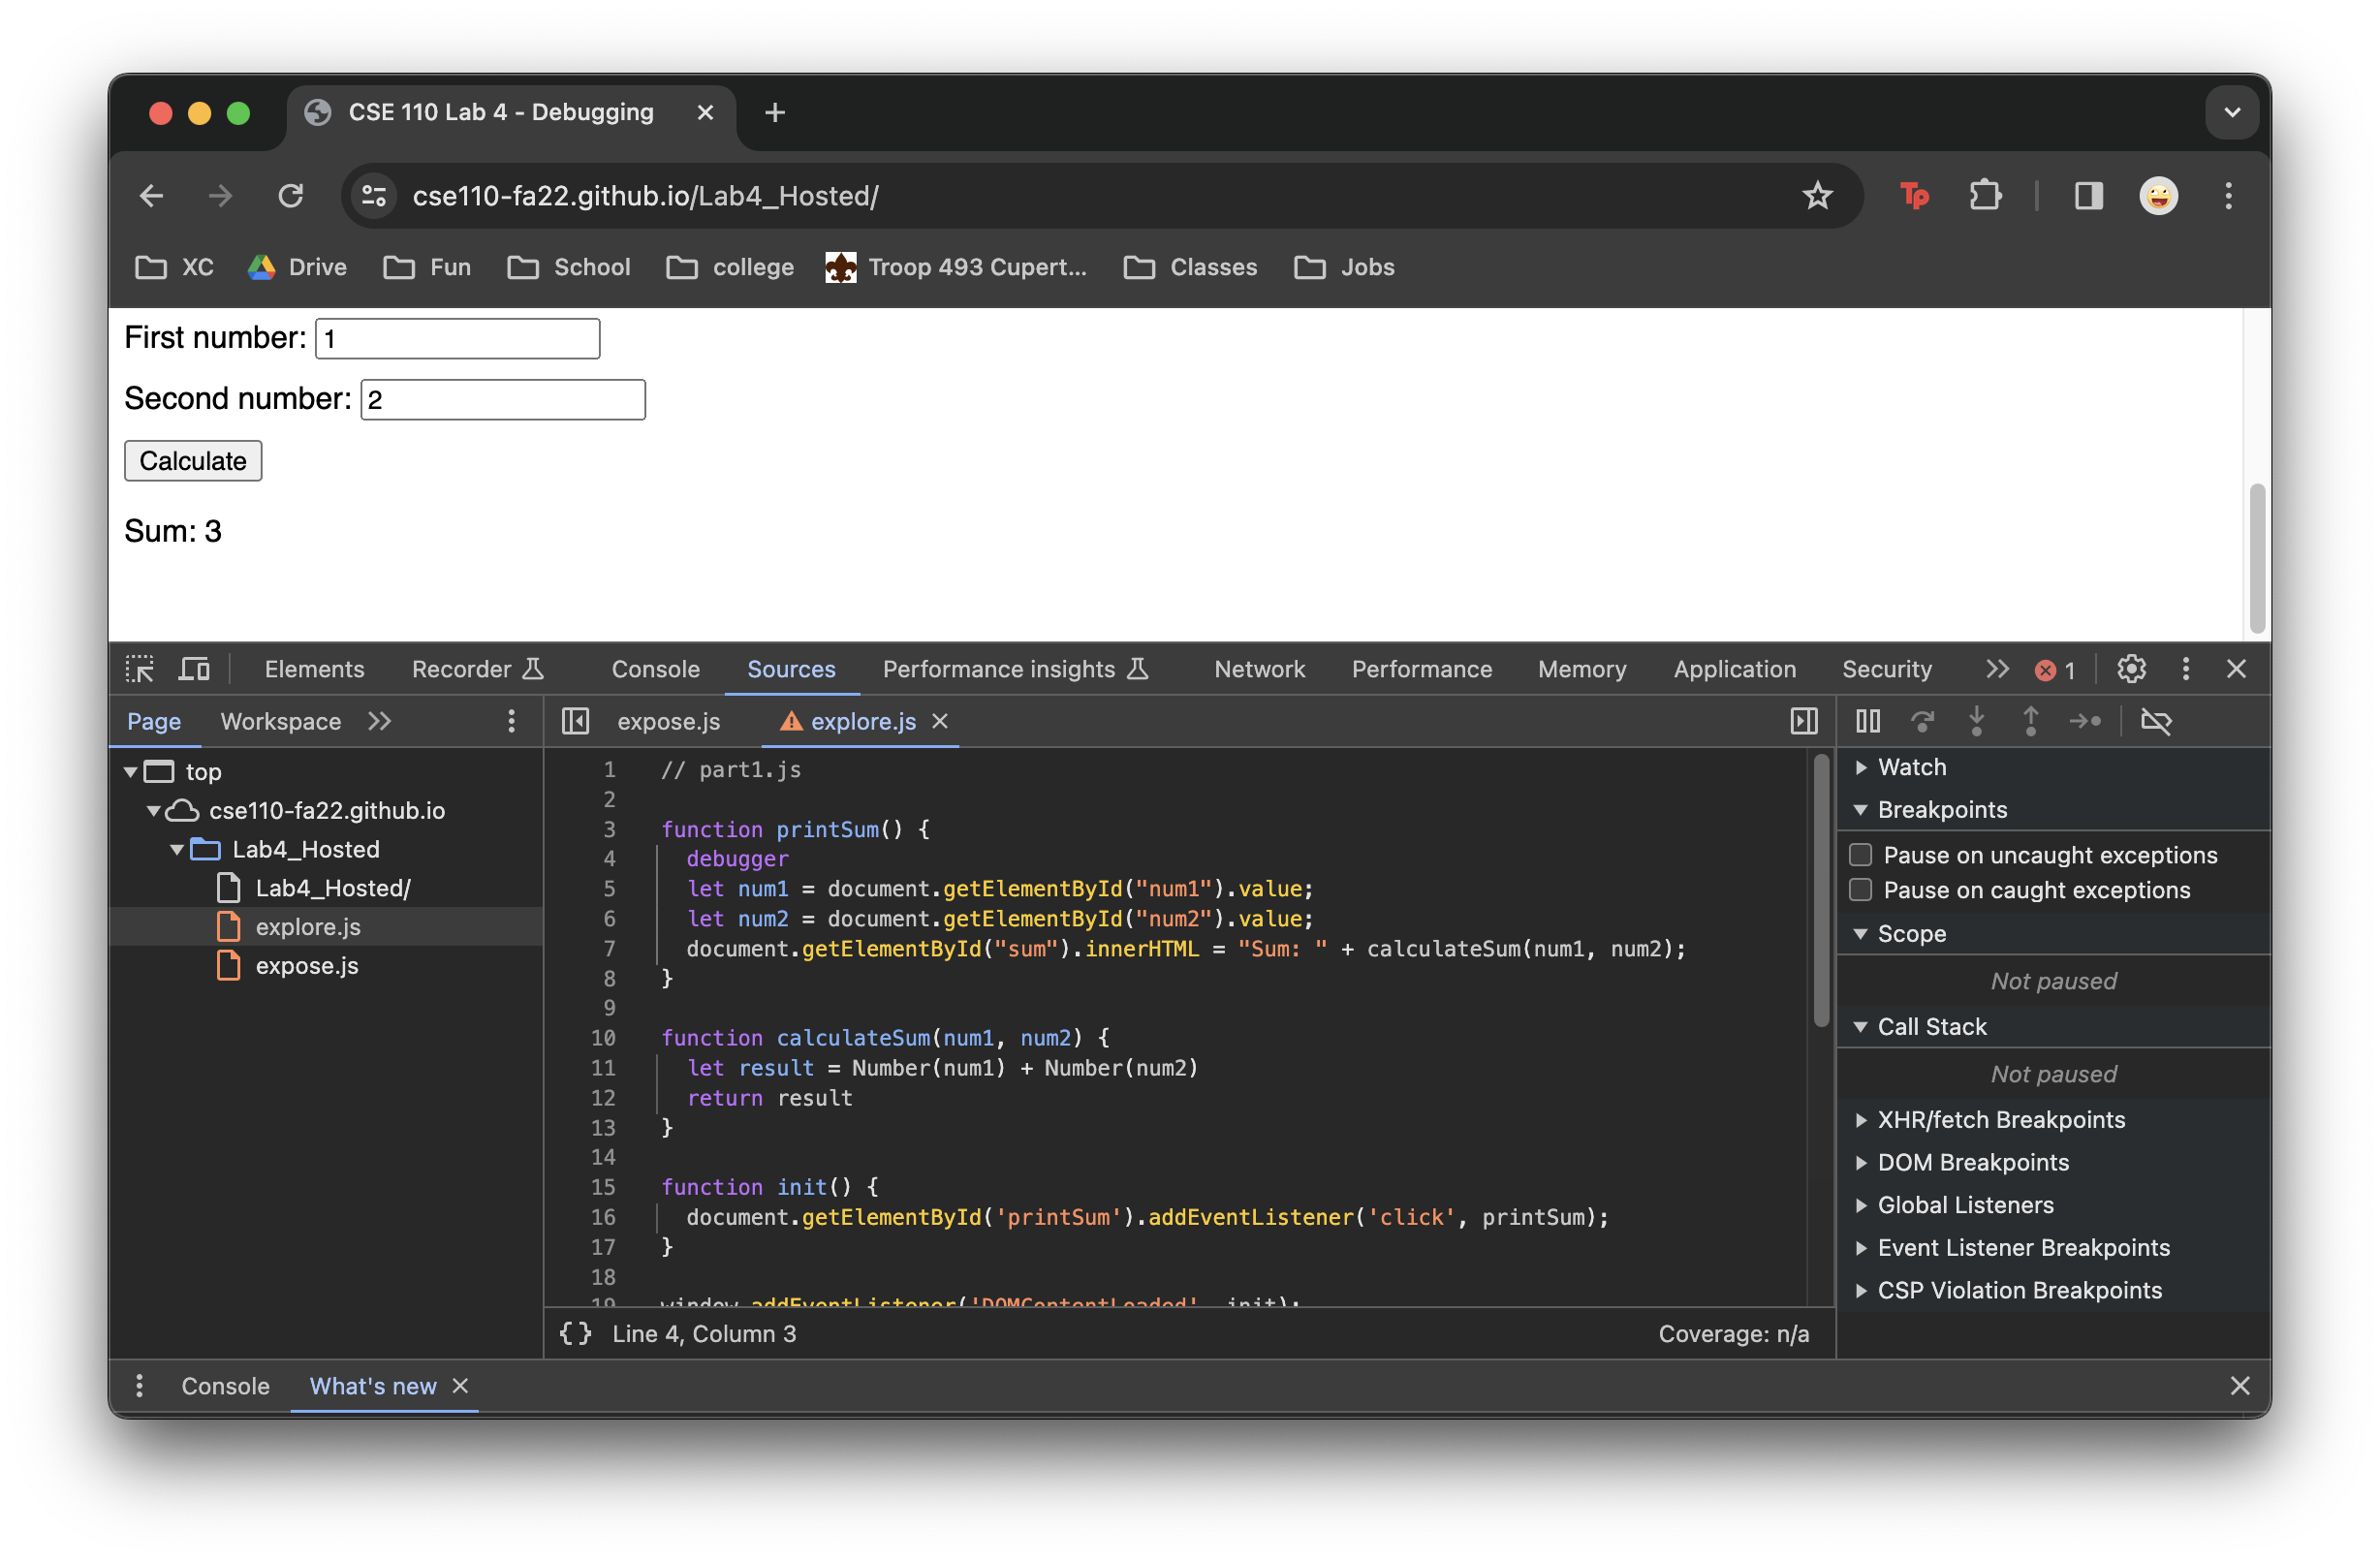 CSE 110 Lab 4 - Debugging
cse110-fa22.github.io/Lab4_Hosted/
Tp
XC Drive Fun School college Troop 493 Cupert... Classes Jobs
First number: 1
Second number: 2
Calculate
Sum: 3
Elements Recorder Console Sources Performance insights Network Performance Memory Application Security 1
Page Workspace
expose.js explore.js
top
cse110-fa22.github.io
Lab4_Hosted
Lab4_Hosted/
explore.js
expose.js
1 // part1.js
2
3 function printSum() {
4 debugger
5 let num1 = document.getElementById("num1").value;
6 let num2 = document.getElementById("num2").value;
7 document.getElementById("sum").innerHTML = "Sum: " + calculateSum(num1, num2);
8 }
9
10 function calculateSum(num1, num2) {
11 let result = Number(num1) + Number(num2)
12 return result
13 }
14
15 function init() {
16 document.getElementById('printSum').addEventListener('click', printSum);
17 }
18
19 window.addEventListener('DOMContentLoaded', init);
{} Line 4, Column 3 Coverage: n/a
Watch
Breakpoints
Pause on uncaught exceptions
Pause on caught exceptions
Scope
Not paused
Call Stack
Not paused
XHR/fetch Breakpoints
DOM Breakpoints
Global Listeners
Event Listener Breakpoints
CSP Violation Breakpoints
Console What's new